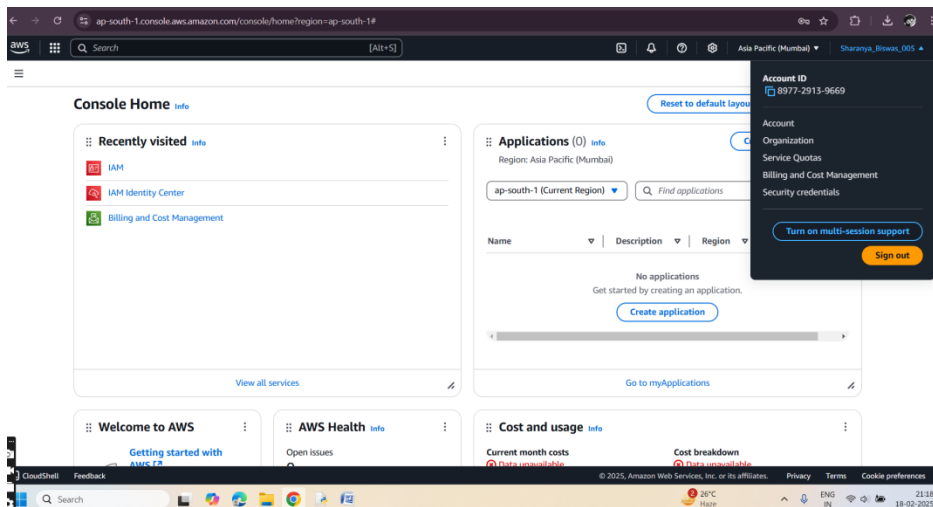 ap-south-1.console.aws.amazon.com/console/home?region=ap-south-1#
aws
Search [Alt+S]
Asia Pacific (Mumbai) ▼ Sharanya_Biswas_005 ▲
Account ID
8977-2913-9669
Account
Organization
Service Quotas
Billing and Cost Management
Security credentials
Turn on multi-session support
Sign out
Console Home Info
Reset to default layou
Recently visited Info
IAM
IAM Identity Center
Billing and Cost Management
View all services
Applications (0) Info
Region: Asia Pacific (Mumbai)
ap-south-1 (Current Region) ▼ Find applications
Name Description Region
No applications
Get started by creating an application.
Create application
Go to myApplications
Welcome to AWS
Getting started with
AWS
AWS Health Info
Open issues
Cost and usage Info
Current month costs
Data unavailable
Cost breakdown
Data unavailable
CloudShell Feedback © 2025, Amazon Web Services, Inc. or its affiliates. Privacy Terms Cookie preferences
Search
2
26°C
Haze
ENG
IN
21:18
18-02-2025